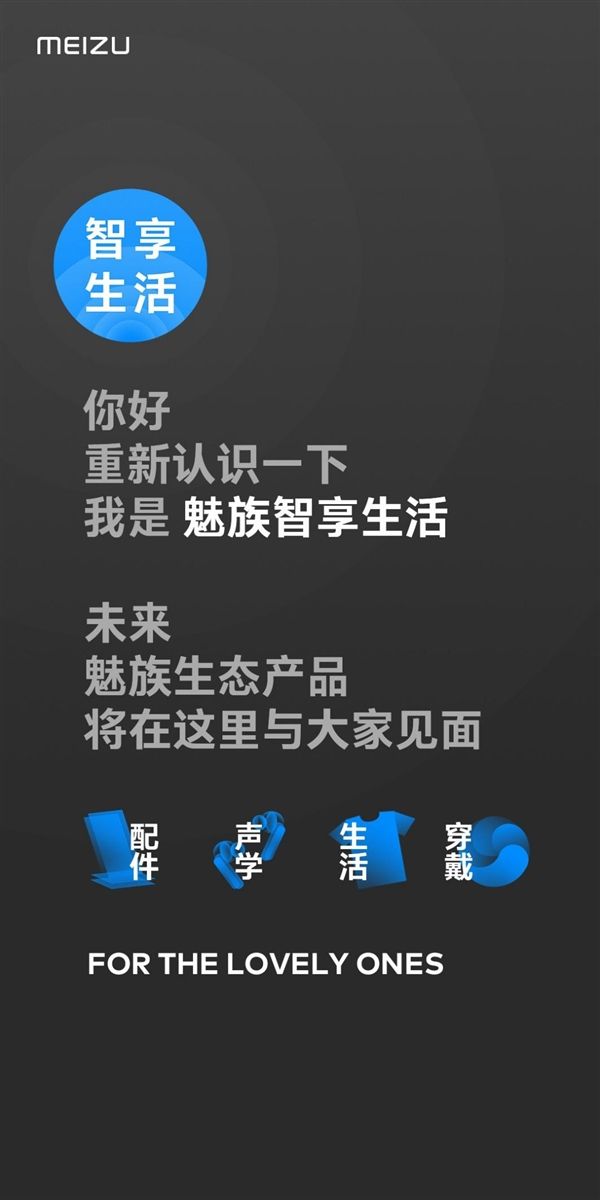 MEIZU
智享
生活
你好
重新认识一下
我是 魅族智享生活
未来
魅族生态产品
将在这里与大家见面
配件
声学
生活
穿戴
FOR THE LOVELY ONES